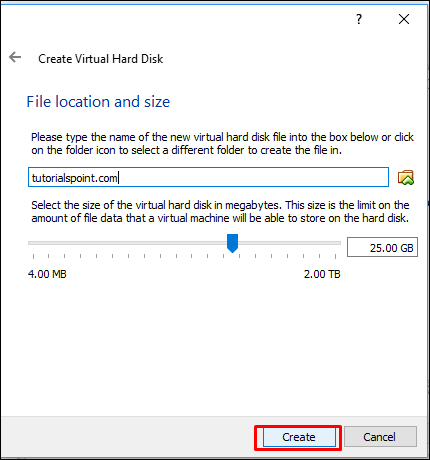 Create Virtual Hard Disk
File location and size
Please type the name of the new virtual hard disk file into the box below or click
on the folder icon to select a different folder to create the file in.
tutorialspoint.com
Select the size of the virtual hard disk in megabytes. This size is the limit on the
amount of file data that a virtual machine will be able to store on the hard disk.
25.00 GB
4.00 MB 2.00 TB
Create Cancel